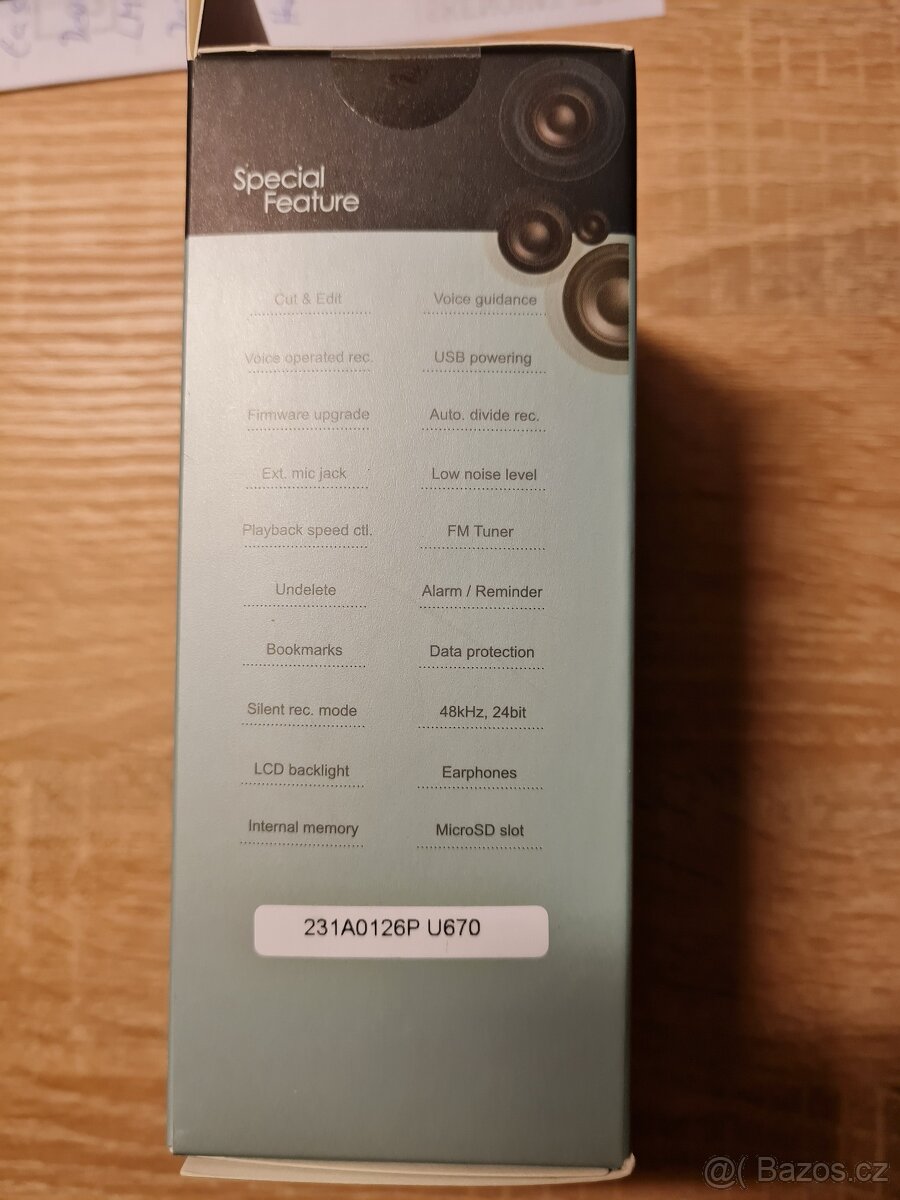 Special
Feature
Cut & Edit
Voice guidance
Voice operated rec.
USB powering
Firmware upgrade
Auto. divide rec.
Ext. mic jack
Low noise level
Playback speed ctl.
FM Tuner
Undelete
Alarm / Reminder
Bookmarks
Data protection
Silent rec. mode
48kHz, 24bit
LCD backlight
Earphones
Internal memory
MicroSD slot
231A0126P U670
@( Bazos.cz